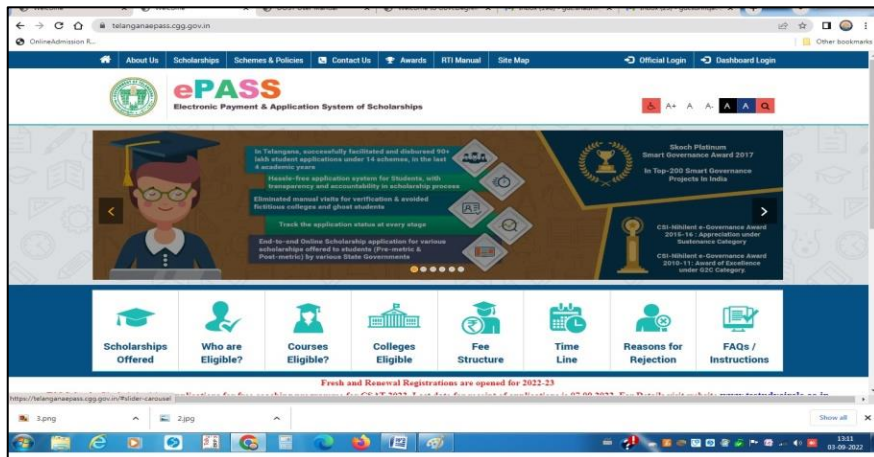 Welcome
Welcome
DOST User Manual
telanganaepass.cgg.gov.in
OnlineAdmission R...
Other bookmarks
About Us Scholarships Schemes & Policies Contact Us Awards RTI Manual Site Map Official Login Dashboard Login
ePASS
Electronic Payment & Application System of Scholarships
A+ A A- A A
In Telangana, successfully facilitated and disbursed 90+
lakh student applications under 14 schemes, in the last
4 academic years
Hassle-free application system for Students, with
transparency and accountability in scholarship process
Eliminated manual visits for verification & avoided
fictitious colleges and ghost students
Track the application status at every stage
End-to-end Online Scholarship application for various
scholarships offered to students (Pre-metric &
Post-metric) by various State Governments
Skoch Platinum
Smart Governance Award 2017
In Top-200 Smart Governance
Projects In India
CSI-Nihilent e-Governance Award
2015-16 : Appreciation under
Sustenance Category
CSI-Nihilent e-Governance Award
2010-11: Award of Excellence
under G2C Category.
Scholarships
Offered
Who are
Eligible?
Courses
Eligible?
Colleges
Eligible
Fee
Structure
Time
Line
Reasons for
Rejection
FAQs /
Instructions
Fresh and Renewal Registrations are opened for 2022-23
https://telanganaepass.cgg.gov.in/#slider-carousel
3.png
2.jpg
Show all
13:11
03-09-2022